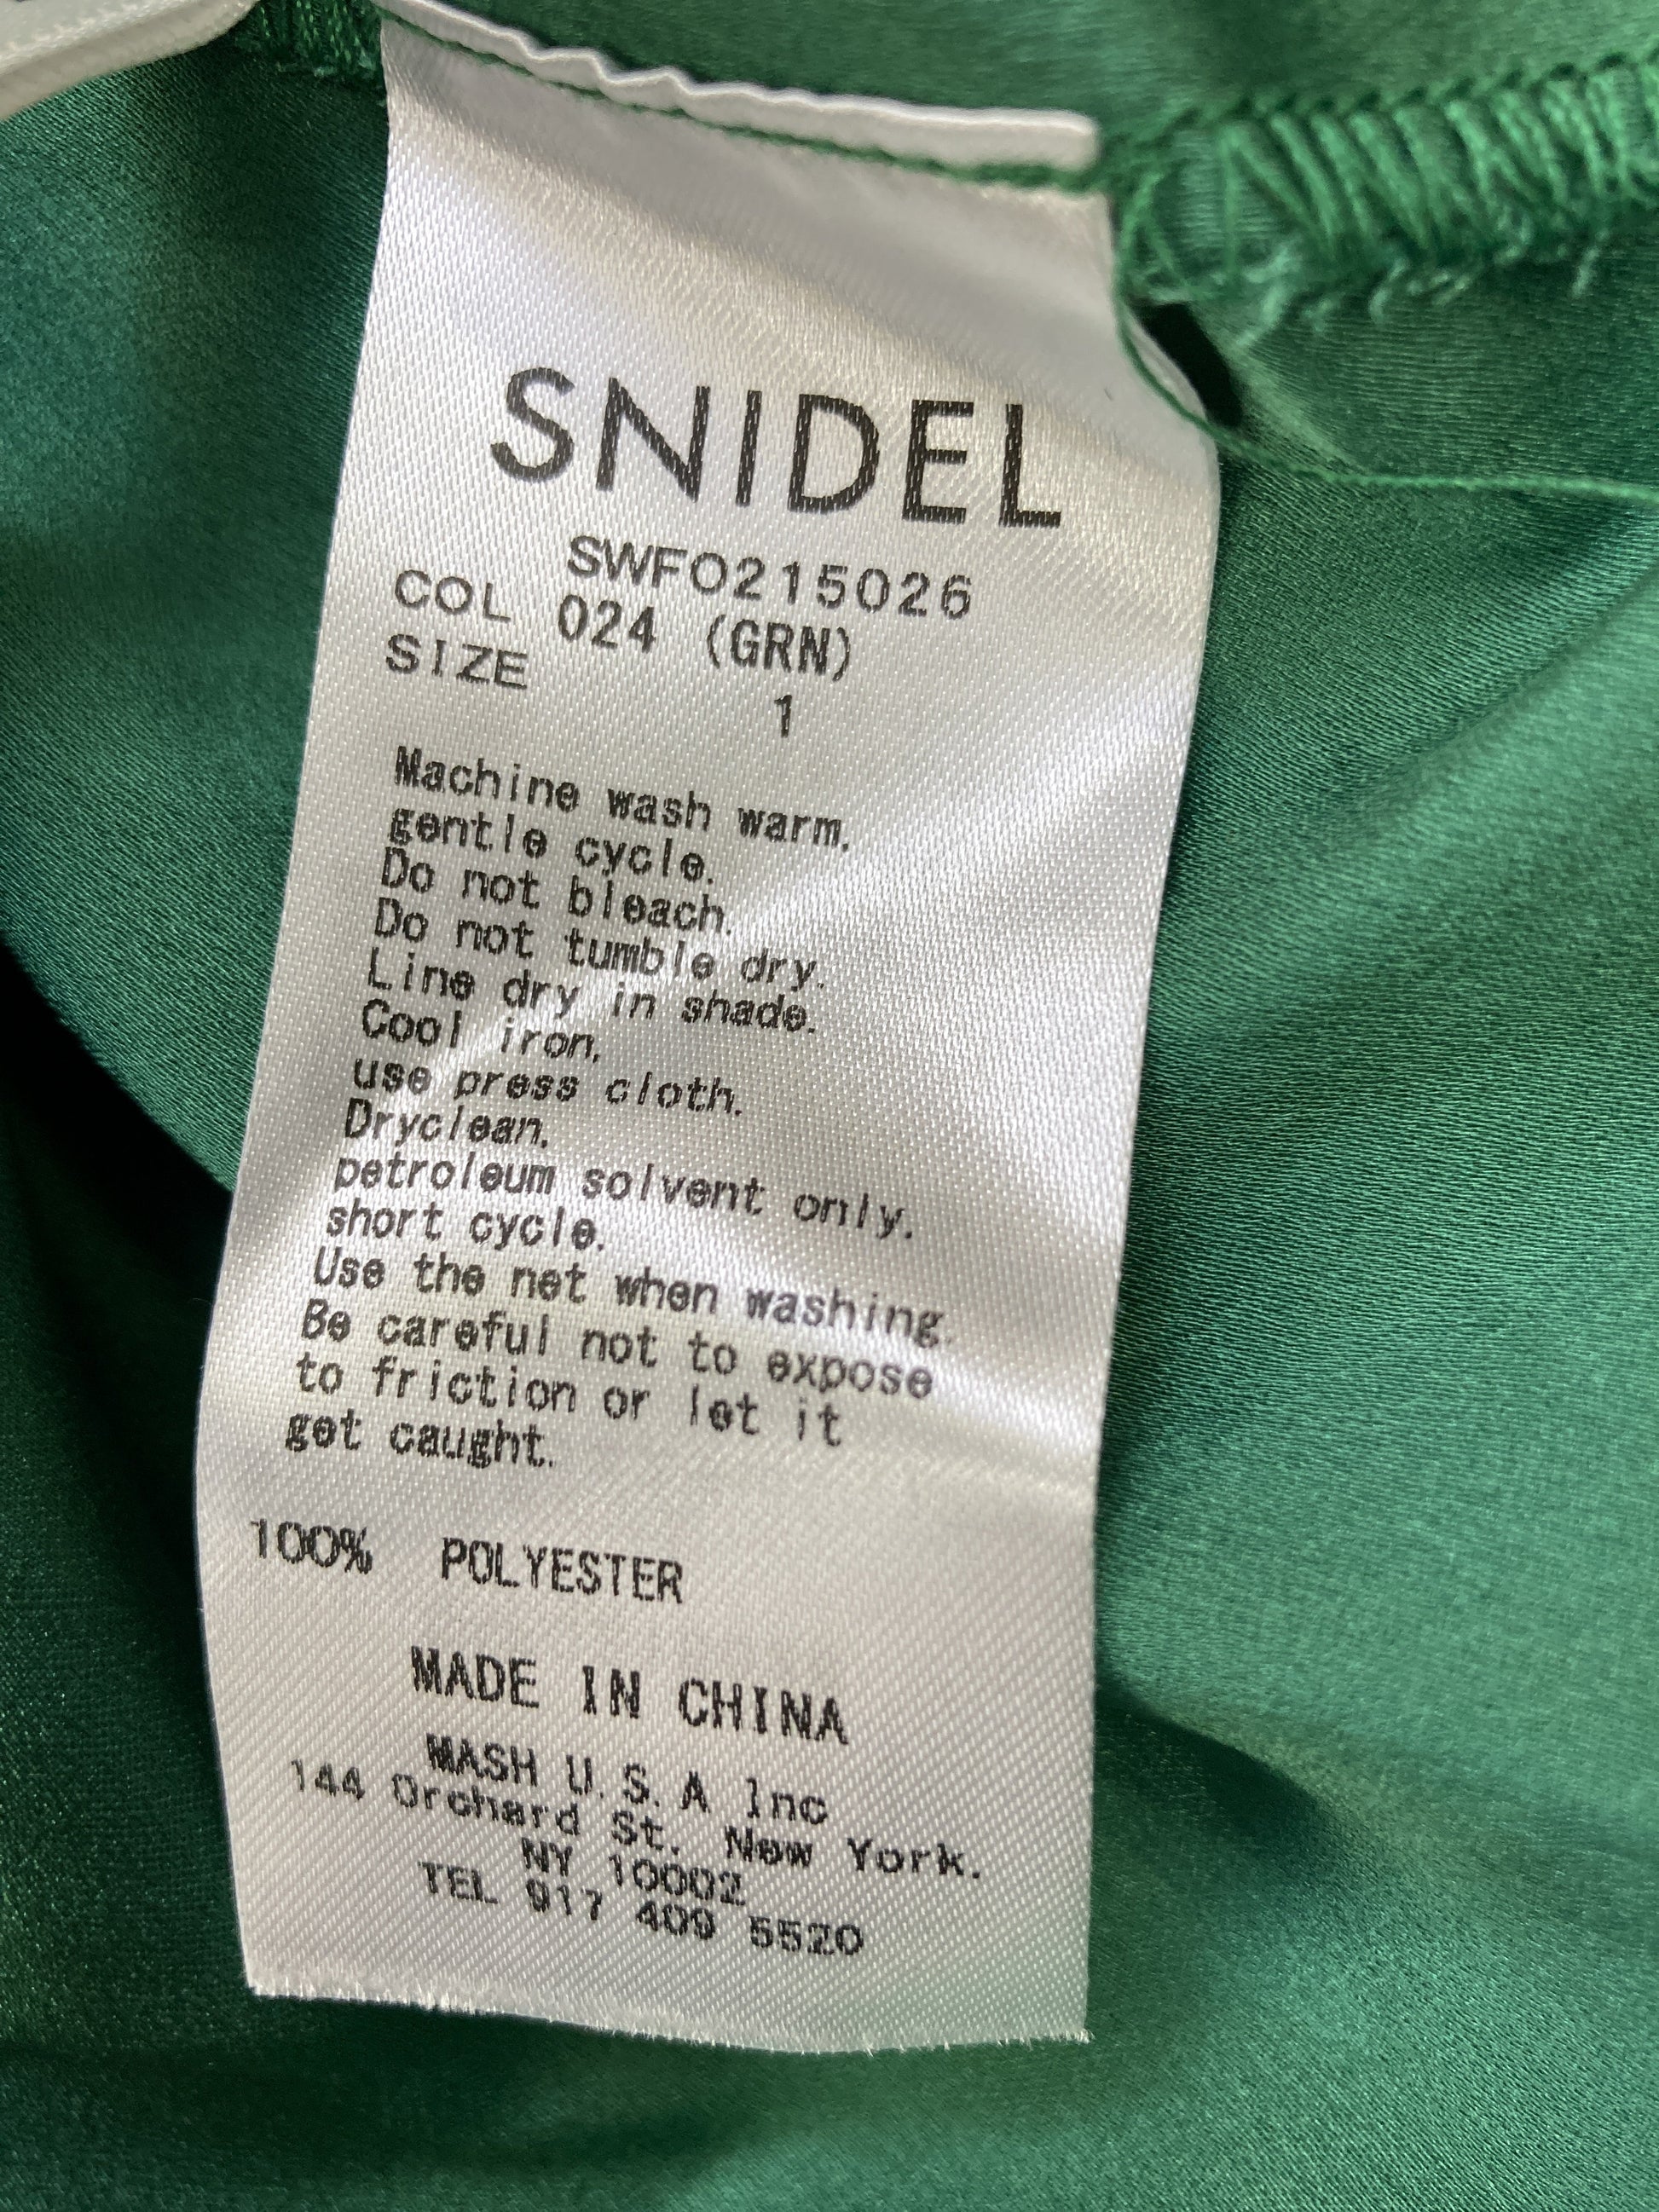 SNIDEL
SWFO215026
COL 024 (GRN)
SIZE 1
Machine wash warm,
gentle cycle.
Do not bleach.
Do not tumble dry.
Line dry in shade.
Cool iron,
use press cloth.
Dryclean,
petroleum solvent only.
short cycle.
Use the net when washing.
Be careful not to expose
to friction or let it
get caught.
100% POLYESTER
MADE IN CHINA
MASH U.S.A Inc
144 Orchard St. New York.
NY 10002
TEL 917 409 5520